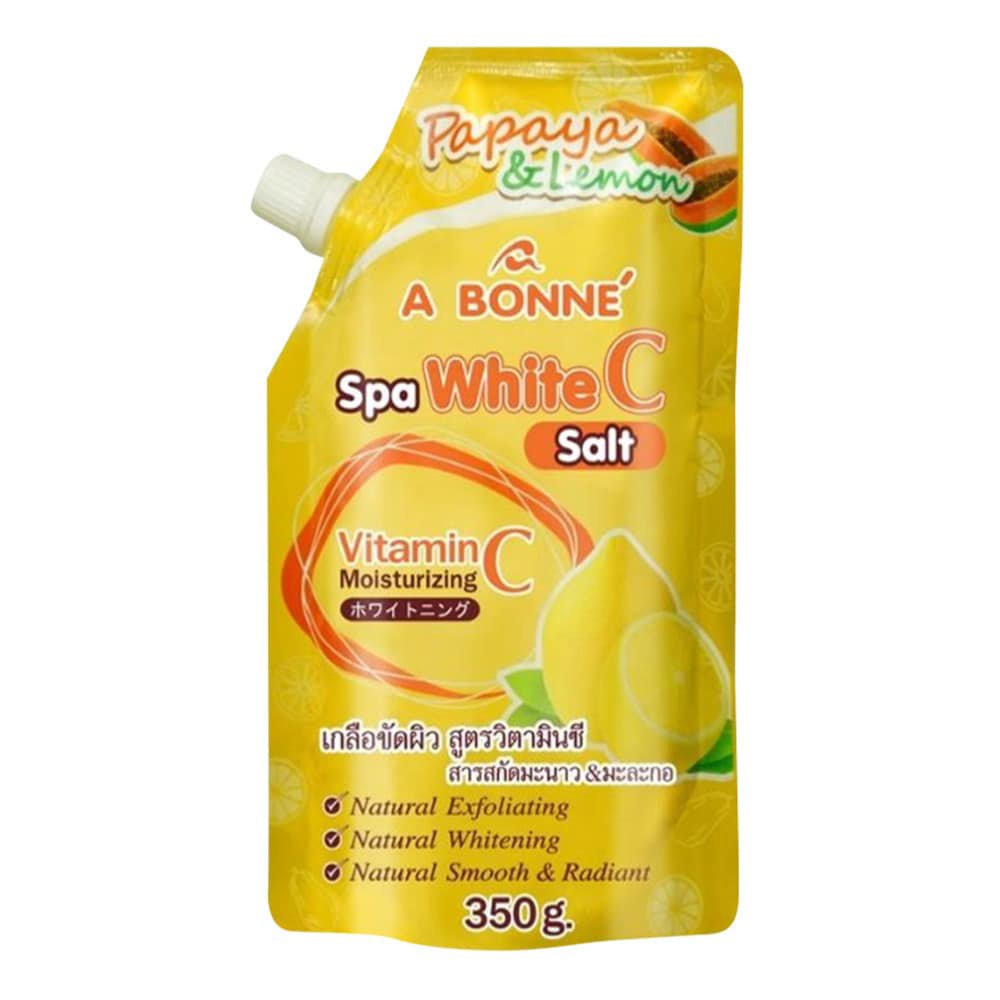 Papaya
& Lemon
A BONNÉ
Spa White C
Salt
Vitamin C
Moisturizing
ホワイトニング
เกลือขัดผิว สูตรวิตามินซี
สารสกัดมะนาว &มะละกอ
Natural Exfoliating
Natural Whitening
Natural Smooth & Radiant
350 g.